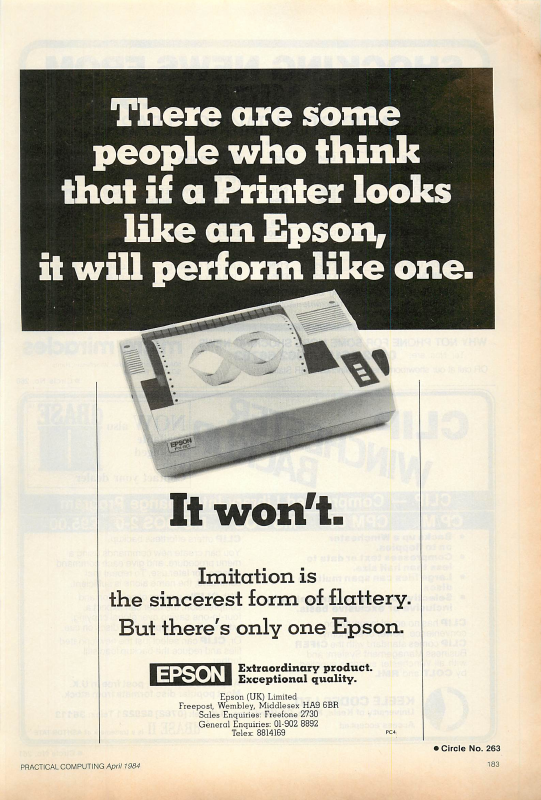 There are some
people who think
that if a Printer looks
like an Epson,
it will perform like one.
EPSON
It won't.
Imitation is
the sincerest form of flattery.
But there's only one Epson.
EPSON Extraordinary product.
Exceptional quality.
Epson (UK) Limited
Freepost, Wembley, Middlesex HA9 6BR
Sales Enquiries: Freefone 2730
General Enquiries: 01-902 8892
Telex: 8814169
PC4
● Circle No. 263
PRACTICAL COMPUTING April 1984
183